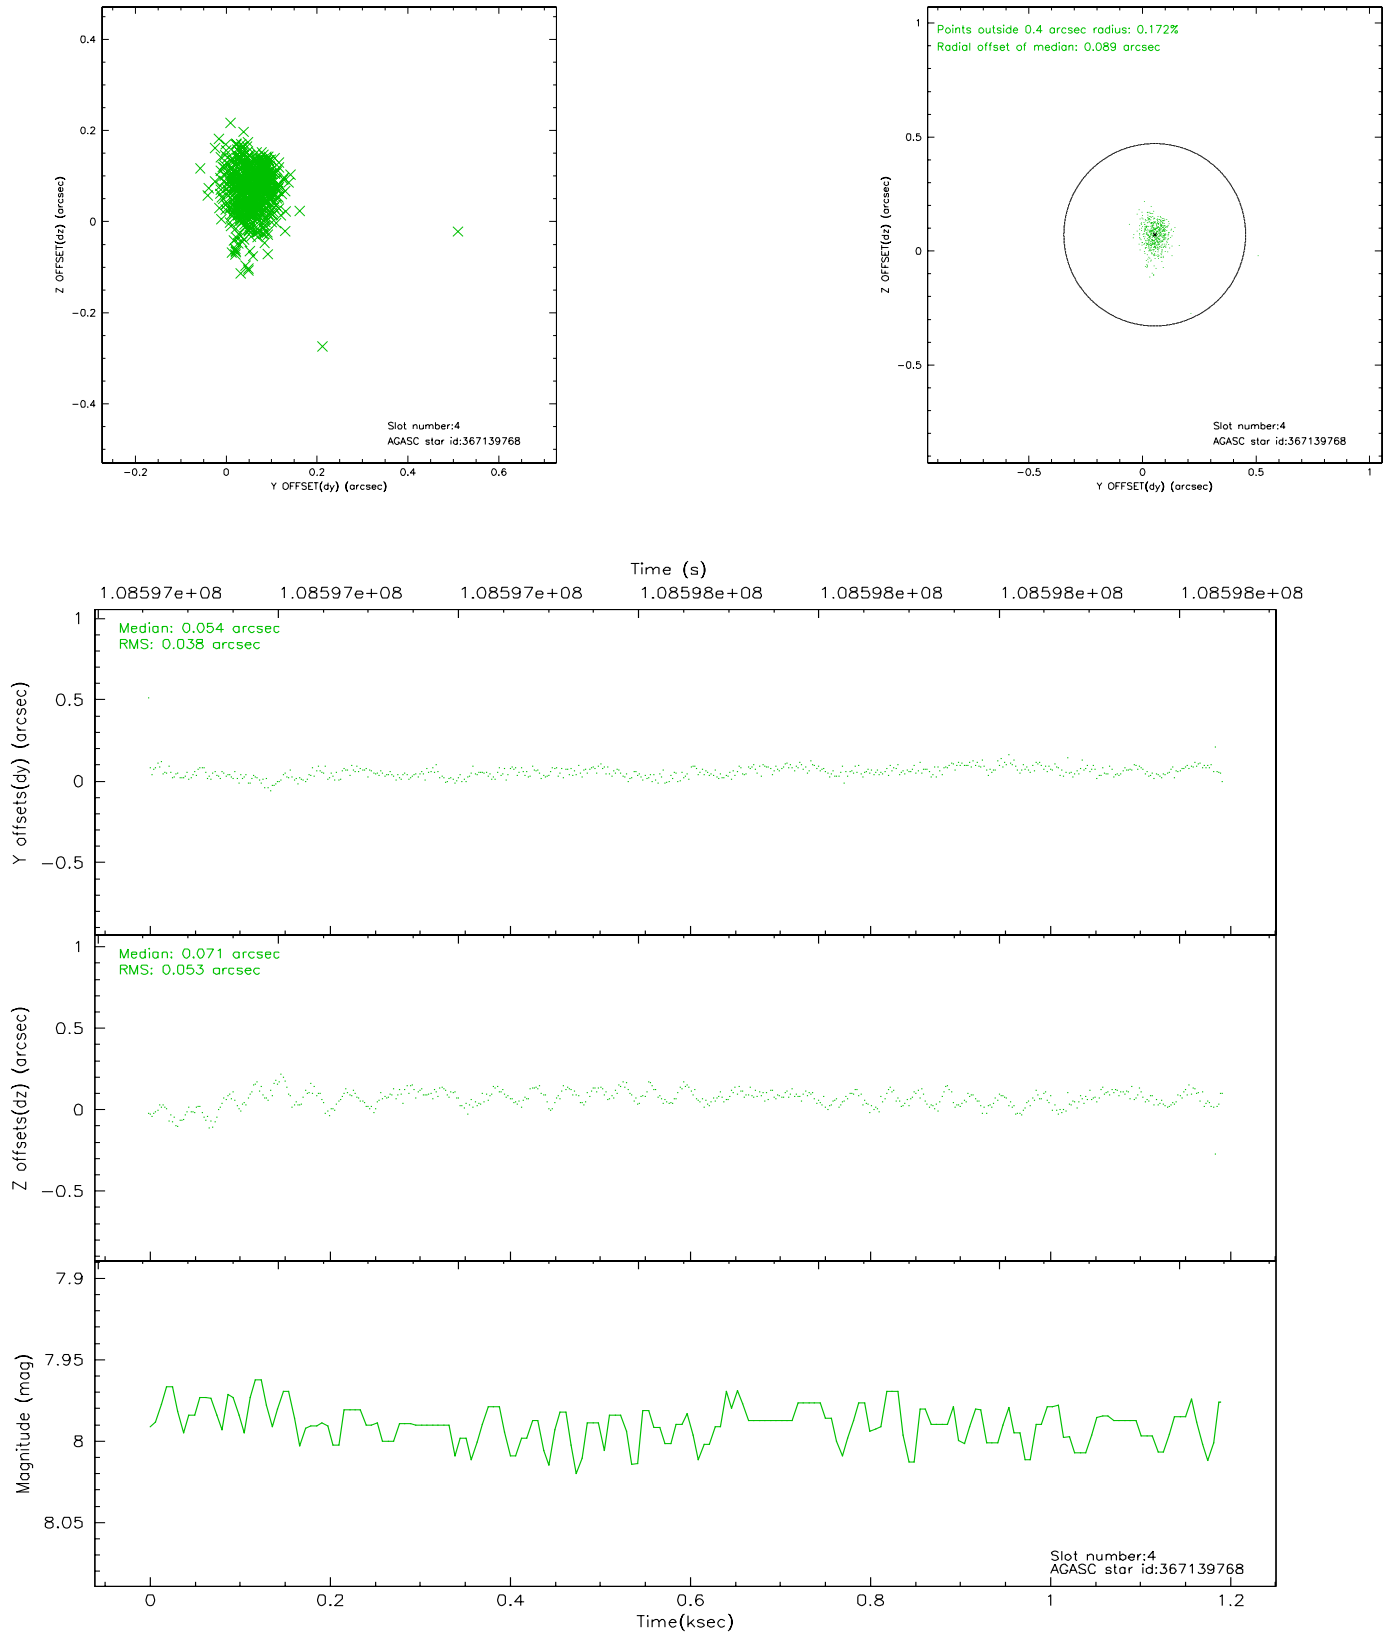 0.4
0.2
0
−0.2
−0.4
Z OFFSET(dz) (arcsec)
Slot number:4
AGASC star id:367139768
−0.2 0 0.2 0.4 0.6
Y OFFSET(dy) (arcsec)
Points outside 0.4 arcsec radius: 0.172%
Radial offset of median: 0.089 arcsec
1
0.5
0
−0.5
Z OFFSET(dz) (arcsec)
Slot number:4
AGASC star id:367139768
−0.5 0 0.5 1
Y OFFSET(dy) (arcsec)
Time (s)
1.08597e+08 1.08597e+08 1.08597e+08 1.08598e+08 1.08598e+08 1.08598e+08 1.08598e+08
Median: 0.054 arcsec
RMS: 0.038 arcsec
1
0.5
0
−0.5
Y offsets(dy) (arcsec)
Median: 0.071 arcsec
RMS: 0.053 arcsec
1
0.5
0
−0.5
Z offsets(dz) (arcsec)
7.9
7.95
8
8.05
Magnitude (mag)
Slot number:4
AGASC star id:367139768
0 0.2 0.4 0.6 0.8 1 1.2
Time(ksec)